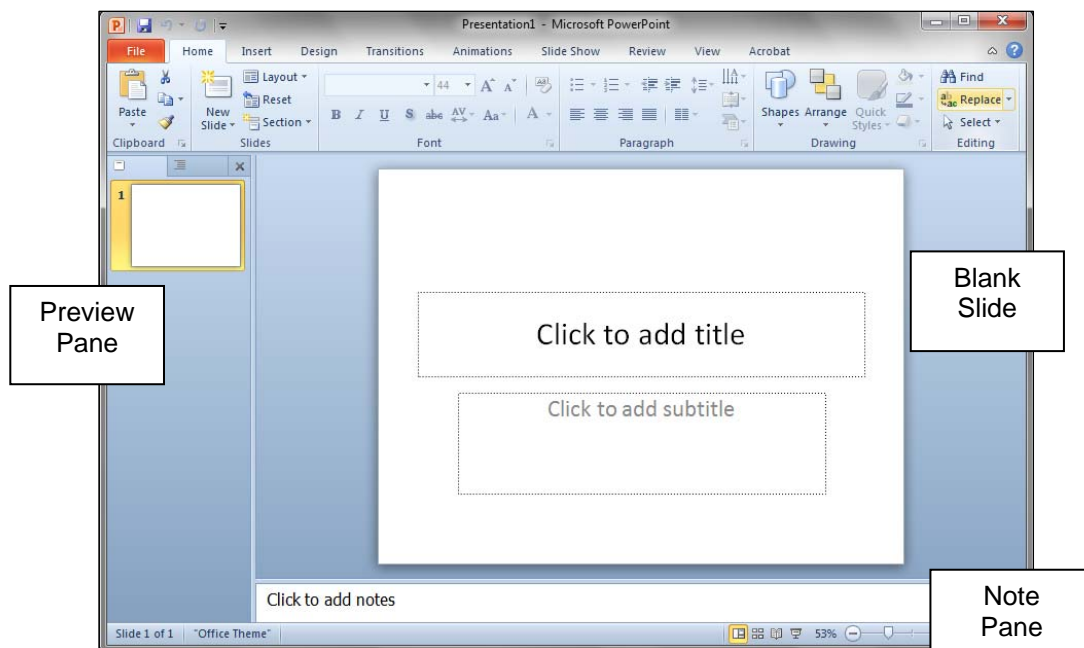 Presentation1 - Microsoft PowerPoint
File Home Insert Design Transitions Animations Slide Show Review View Acrobat
Paste
Clipboard
New
Slide
Layout
Reset
Section
Slides
44
B I U S abc AV Aa A
Font
Paragraph
Shapes Arrange Quick
Styles
Drawing
Find
Replace
Select
Editing
1
Preview
Pane
Click to add title
Click to add subtitle
Blank
Slide
Click to add notes
Note
Pane
Slide 1 of 1 "Office Theme" 53%